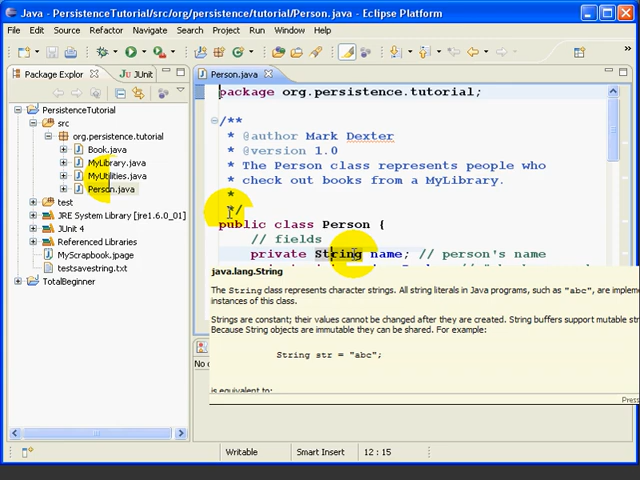 Java - PersistenceTutorial/src/org/persistence/tutorial/Person.java - Eclipse Platform
File Edit Source Refactor Navigate Search Project Run Window Help
Package Explor
JUnit
PersistenceTutorial
src
org.persistence.tutorial
Book.java
MyLibrary.java
MyUtilities.java
Person.java
test
JRE System Library [jre1.6.0_01]
JUnit 4
Referenced Libraries
MyScrapbook.jpage
testsavestring.txt
TotalBeginner
Person.java
package org.persistence.tutorial;
/**
* @author Mark Dexter
* @version 1.0
* The Person class represents people who
* check out books from a MyLibrary.
*
*/
public class Person {
// fields
private String name; // person's name
java.lang.String
The String class represents character strings. All string literals in Java programs, such as "abc", are impleme
instances of this class.
Strings are constant; their values cannot be changed after they are created. String buffers support mutable str
Because String objects are immutable they can be shared. For example:
String str = "abc";
is equivalent to:
Press
No c
Writable
Smart Insert
12 : 15